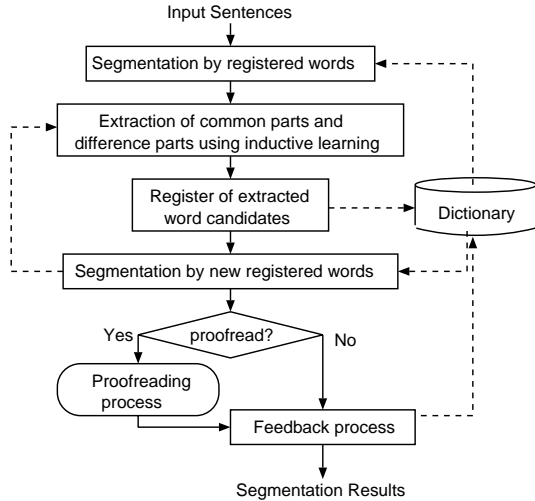 Input Sentences
Segmentation by registered words
Extraction of common parts and
difference parts using inductive learning
Register of extracted
word candidates
Dictionary
Segmentation by new registered words
Yes
proofread?
No
Proofreading
process
Feedback process
Segmentation Results